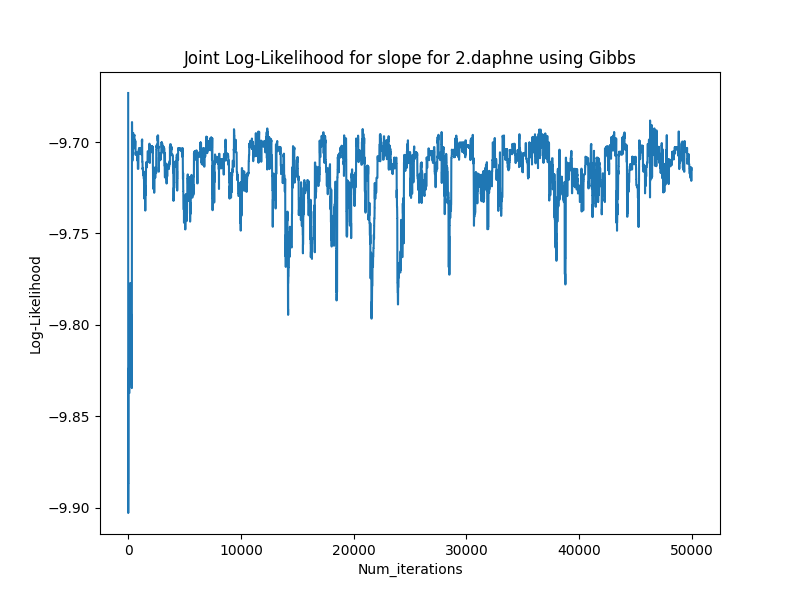 Joint Log-Likelihood for slope for 2.daphne using Gibbs
−9.70
−9.75
−9.80
−9.85
−9.90
Log-Likelihood
0 10000 20000 30000 40000 50000
Num_iterations